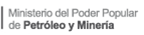 Ministerio del Poder Popular
de Petróleo y Minería